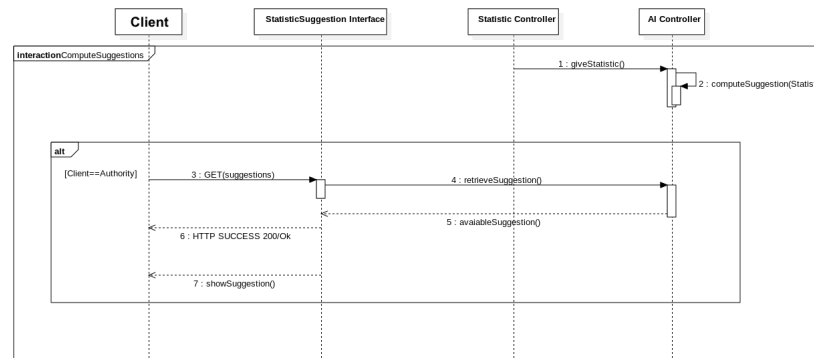 Client
StatisticSuggestion Interface
Statistic Controller
AI Controller
interactionComputeSuggestions
1 : giveStatistic()
2 : computeSuggestion(Statis
alt
[Client==Authority]
3 : GET(suggestions)
4 : retrieveSuggestion()
5 : avaiableSuggestion()
6 : HTTP SUCCESS 200/Ok
7 : showSuggestion()